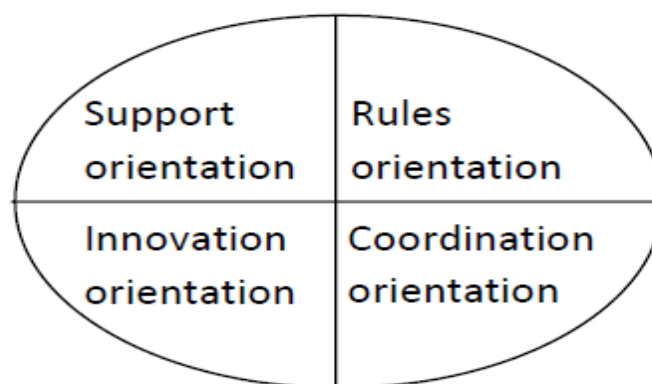 Support
orientation
Rules
orientation
Innovation
orientation
Coordination
orientation